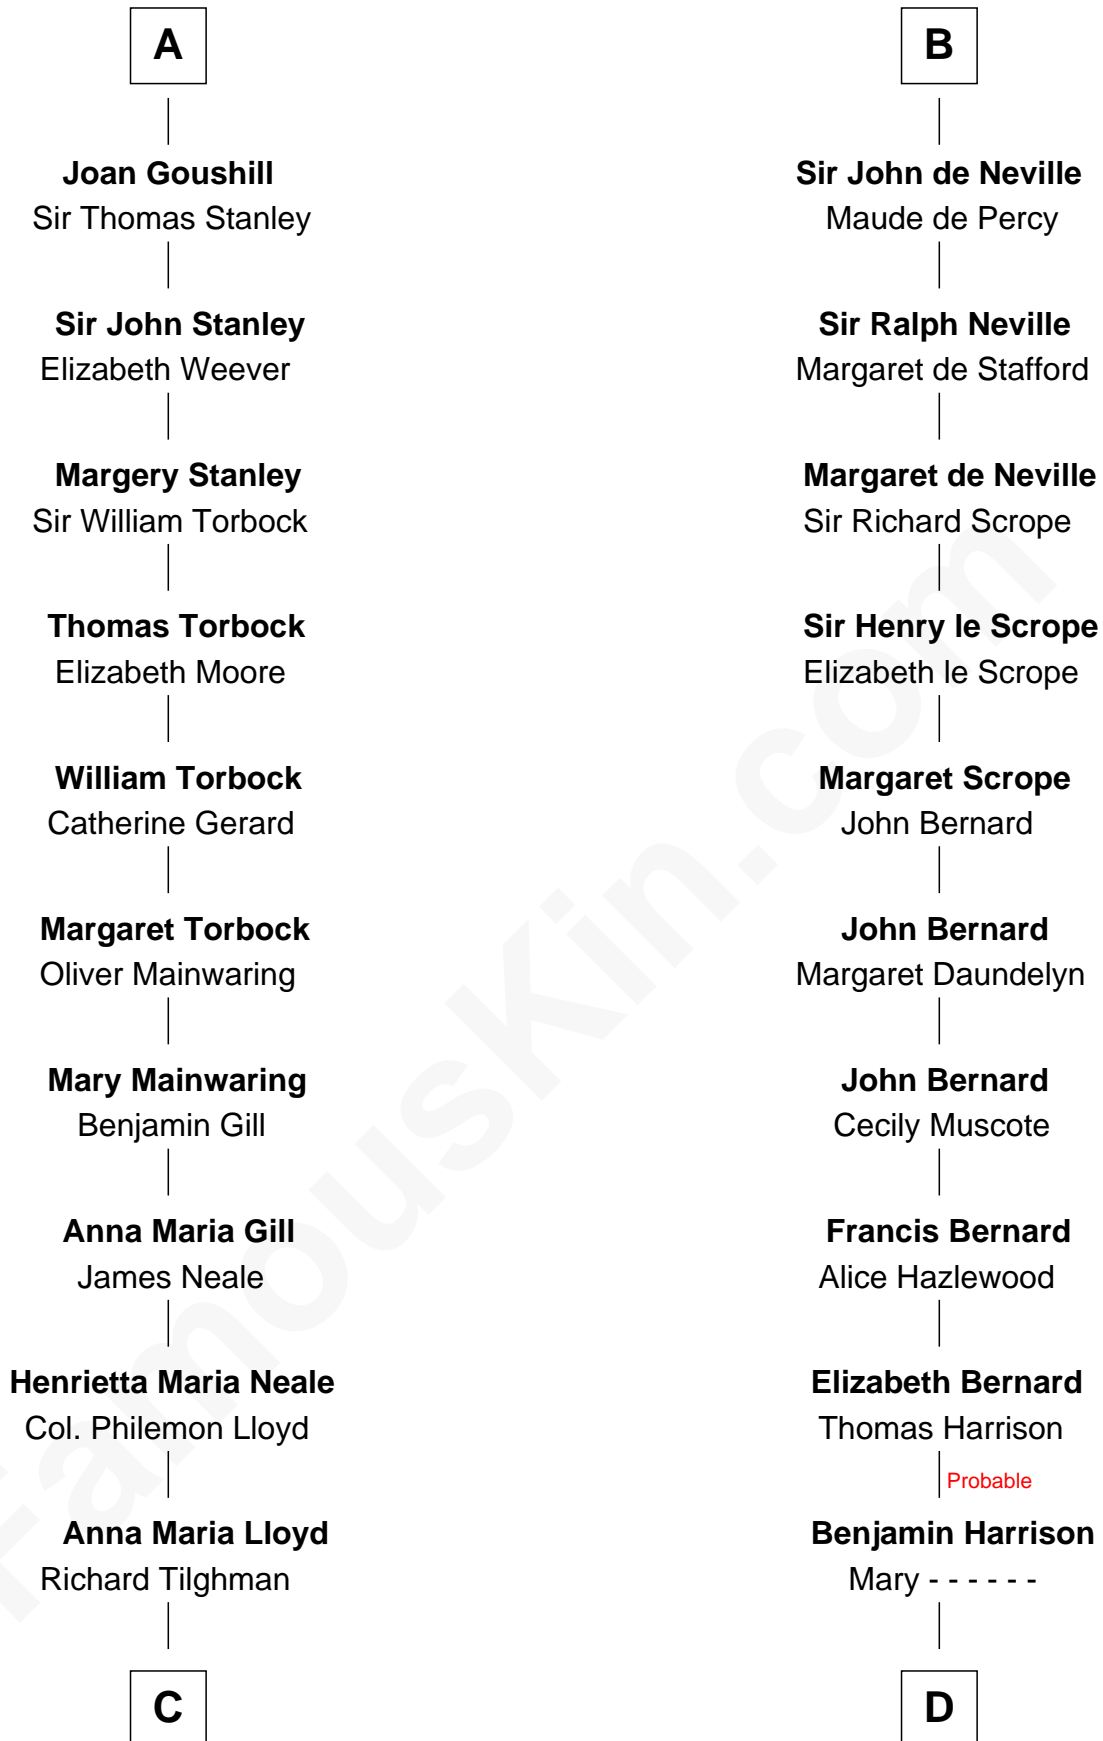 A
Joan Goushill
Sir Thomas Stanley
Sir John Stanley
Elizabeth Weever
Margery Stanley
Sir William Torbock
Thomas Torbock
Elizabeth Moore
William Torbock
Catherine Gerard
Margaret Torbock
Oliver Mainwaring
Mary Mainwaring
Benjamin Gill
Anna Maria Gill
James Neale
Henrietta Maria Neale
Col. Philemon Lloyd
Anna Maria Lloyd
Richard Tilghman
C
B
Sir John de Neville
Maude de Percy
Sir Ralph Neville
Margaret de Stafford
Margaret de Neville
Sir Richard Scrope
Sir Henry le Scrope
Elizabeth le Scrope
Margaret Scrope
John Bernard
John Bernard
Margaret Daundelyn
John Bernard
Cecily Muscote
Francis Bernard
Alice Hazlewood
Elizabeth Bernard
Thomas Harrison
Probable
Benjamin Harrison
Mary - - - - - -
D
FamousKin.com